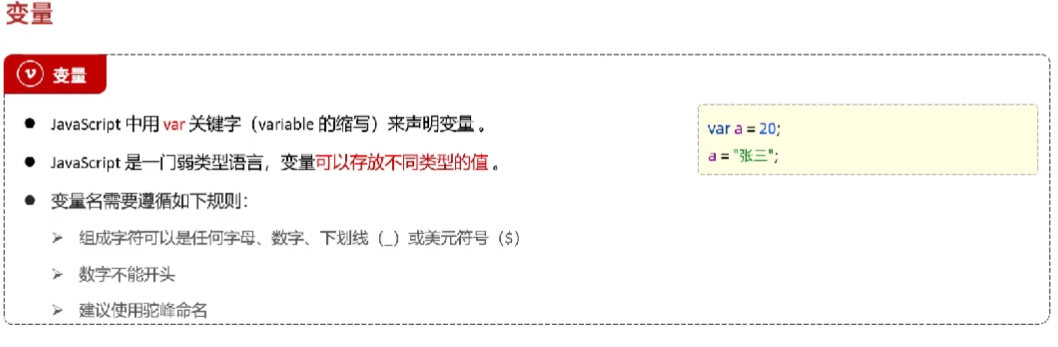 变量
变量
JavaScript 中用 var 关键字（variable 的缩写）来声明变量 。
JavaScript 是一门弱类型语言，变量可以存放不同类型的值 。
变量名需要遵循如下规则：
组成字符可以是任何字母、数字、下划线（_）或美元符号（$）
数字不能开头
建议使用驼峰命名
var a = 20;
a = "张三";